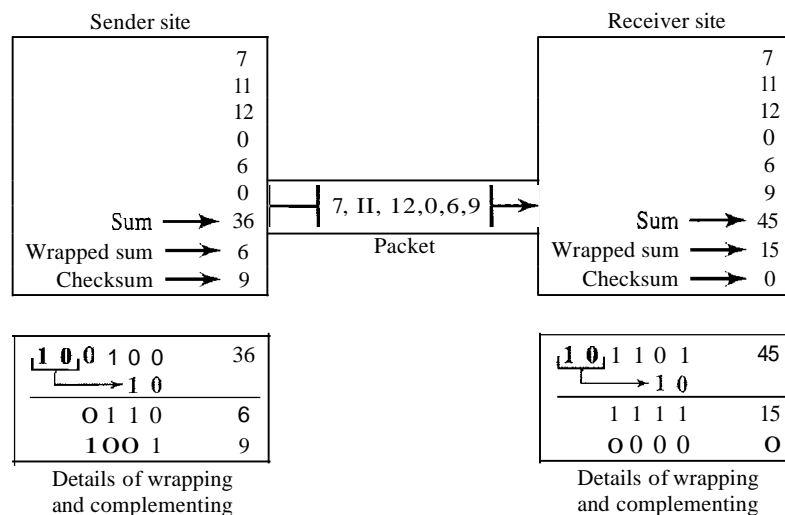 Sender site
7
11
12
0
6
0
Sum 36
Wrapped sum 6
Checksum 9
7, II, 12,0,6,9
Packet
Receiver site
7
11
12
0
6
9
Sum 45
Wrapped sum 15
Checksum 0
1 0 0 1 0 0 36
1 0
O 1 1 0 6
1 O O 1 9
Details of wrapping
and complementing
1 0 1 1 0 1 45
1 0
1 1 1 1 15
O 0 0 0 O
Details of wrapping
and complementing